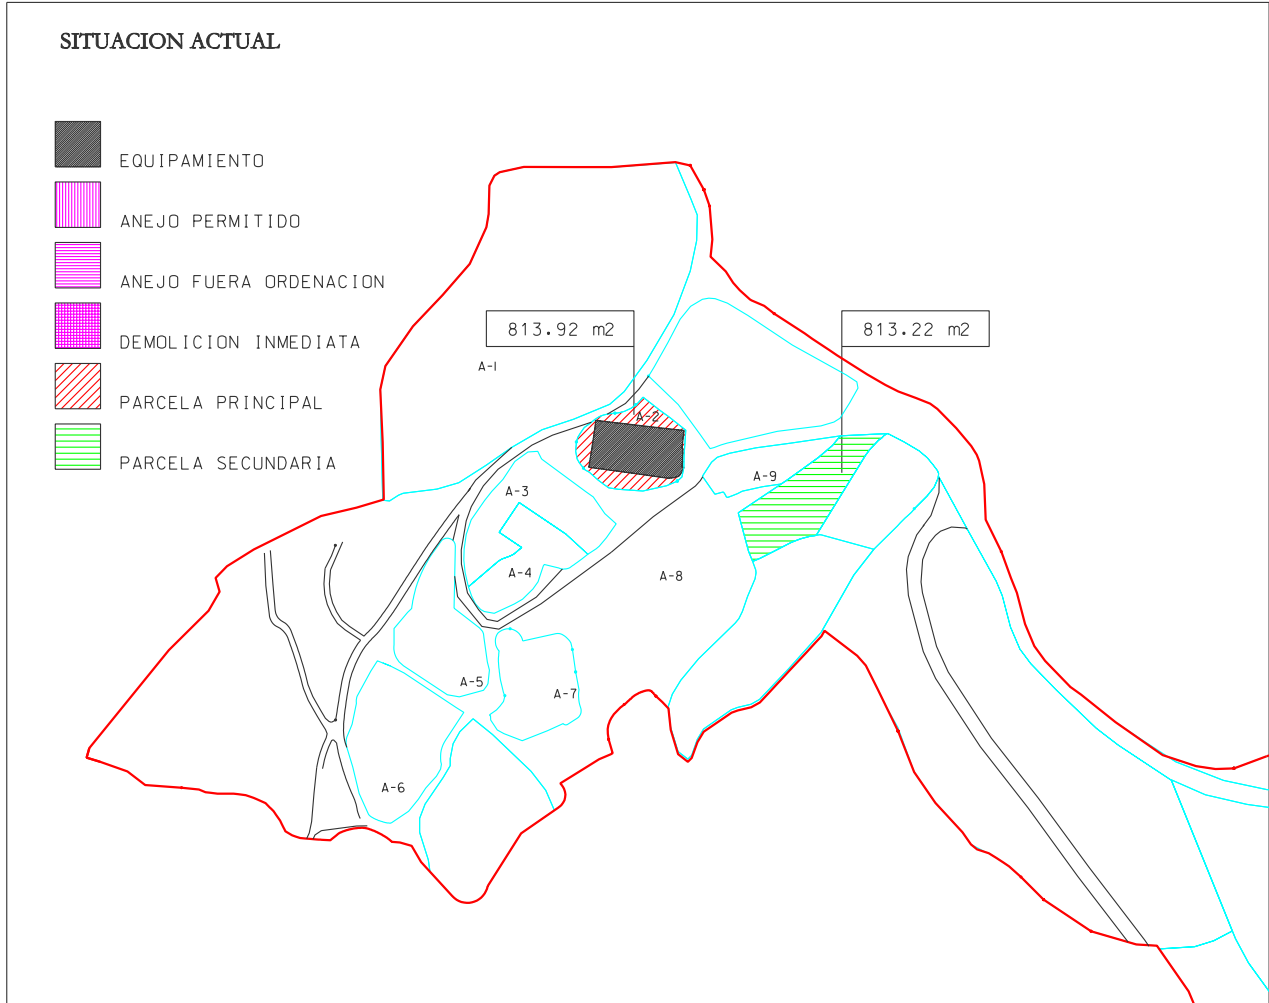 SITUACION ACTUAL
EQUIPAMIENTO
ANEJO PERMITIDO
ANEJO FUERA ORDENACION
DEMOLICION INMEDIATA
PARCELA PRINCIPAL
PARCELA SECUNDARIA
813.92 m2
813.22 m2
A-1
A-2
A-9
A-3
A-4
A-8
A-5
A-7
A-6